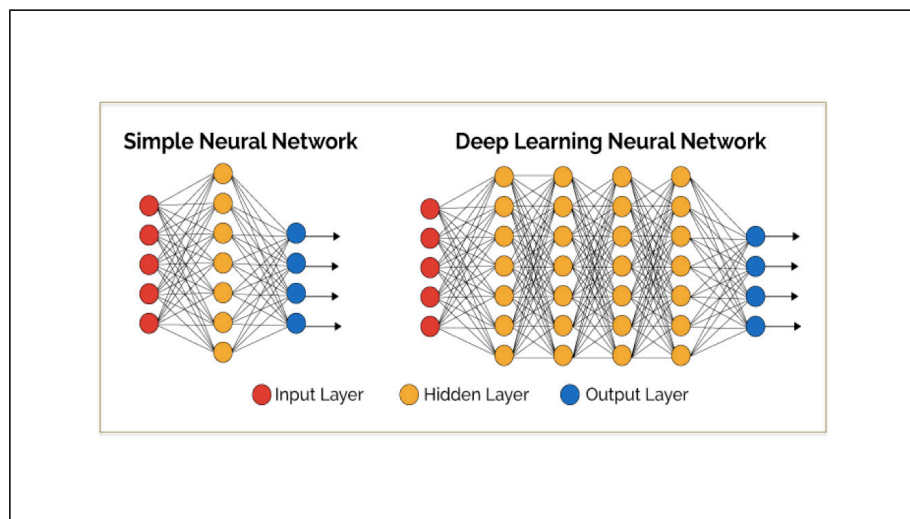 Simple Neural Network
Deep Learning Neural Network
Input Layer
Hidden Layer
Output Layer